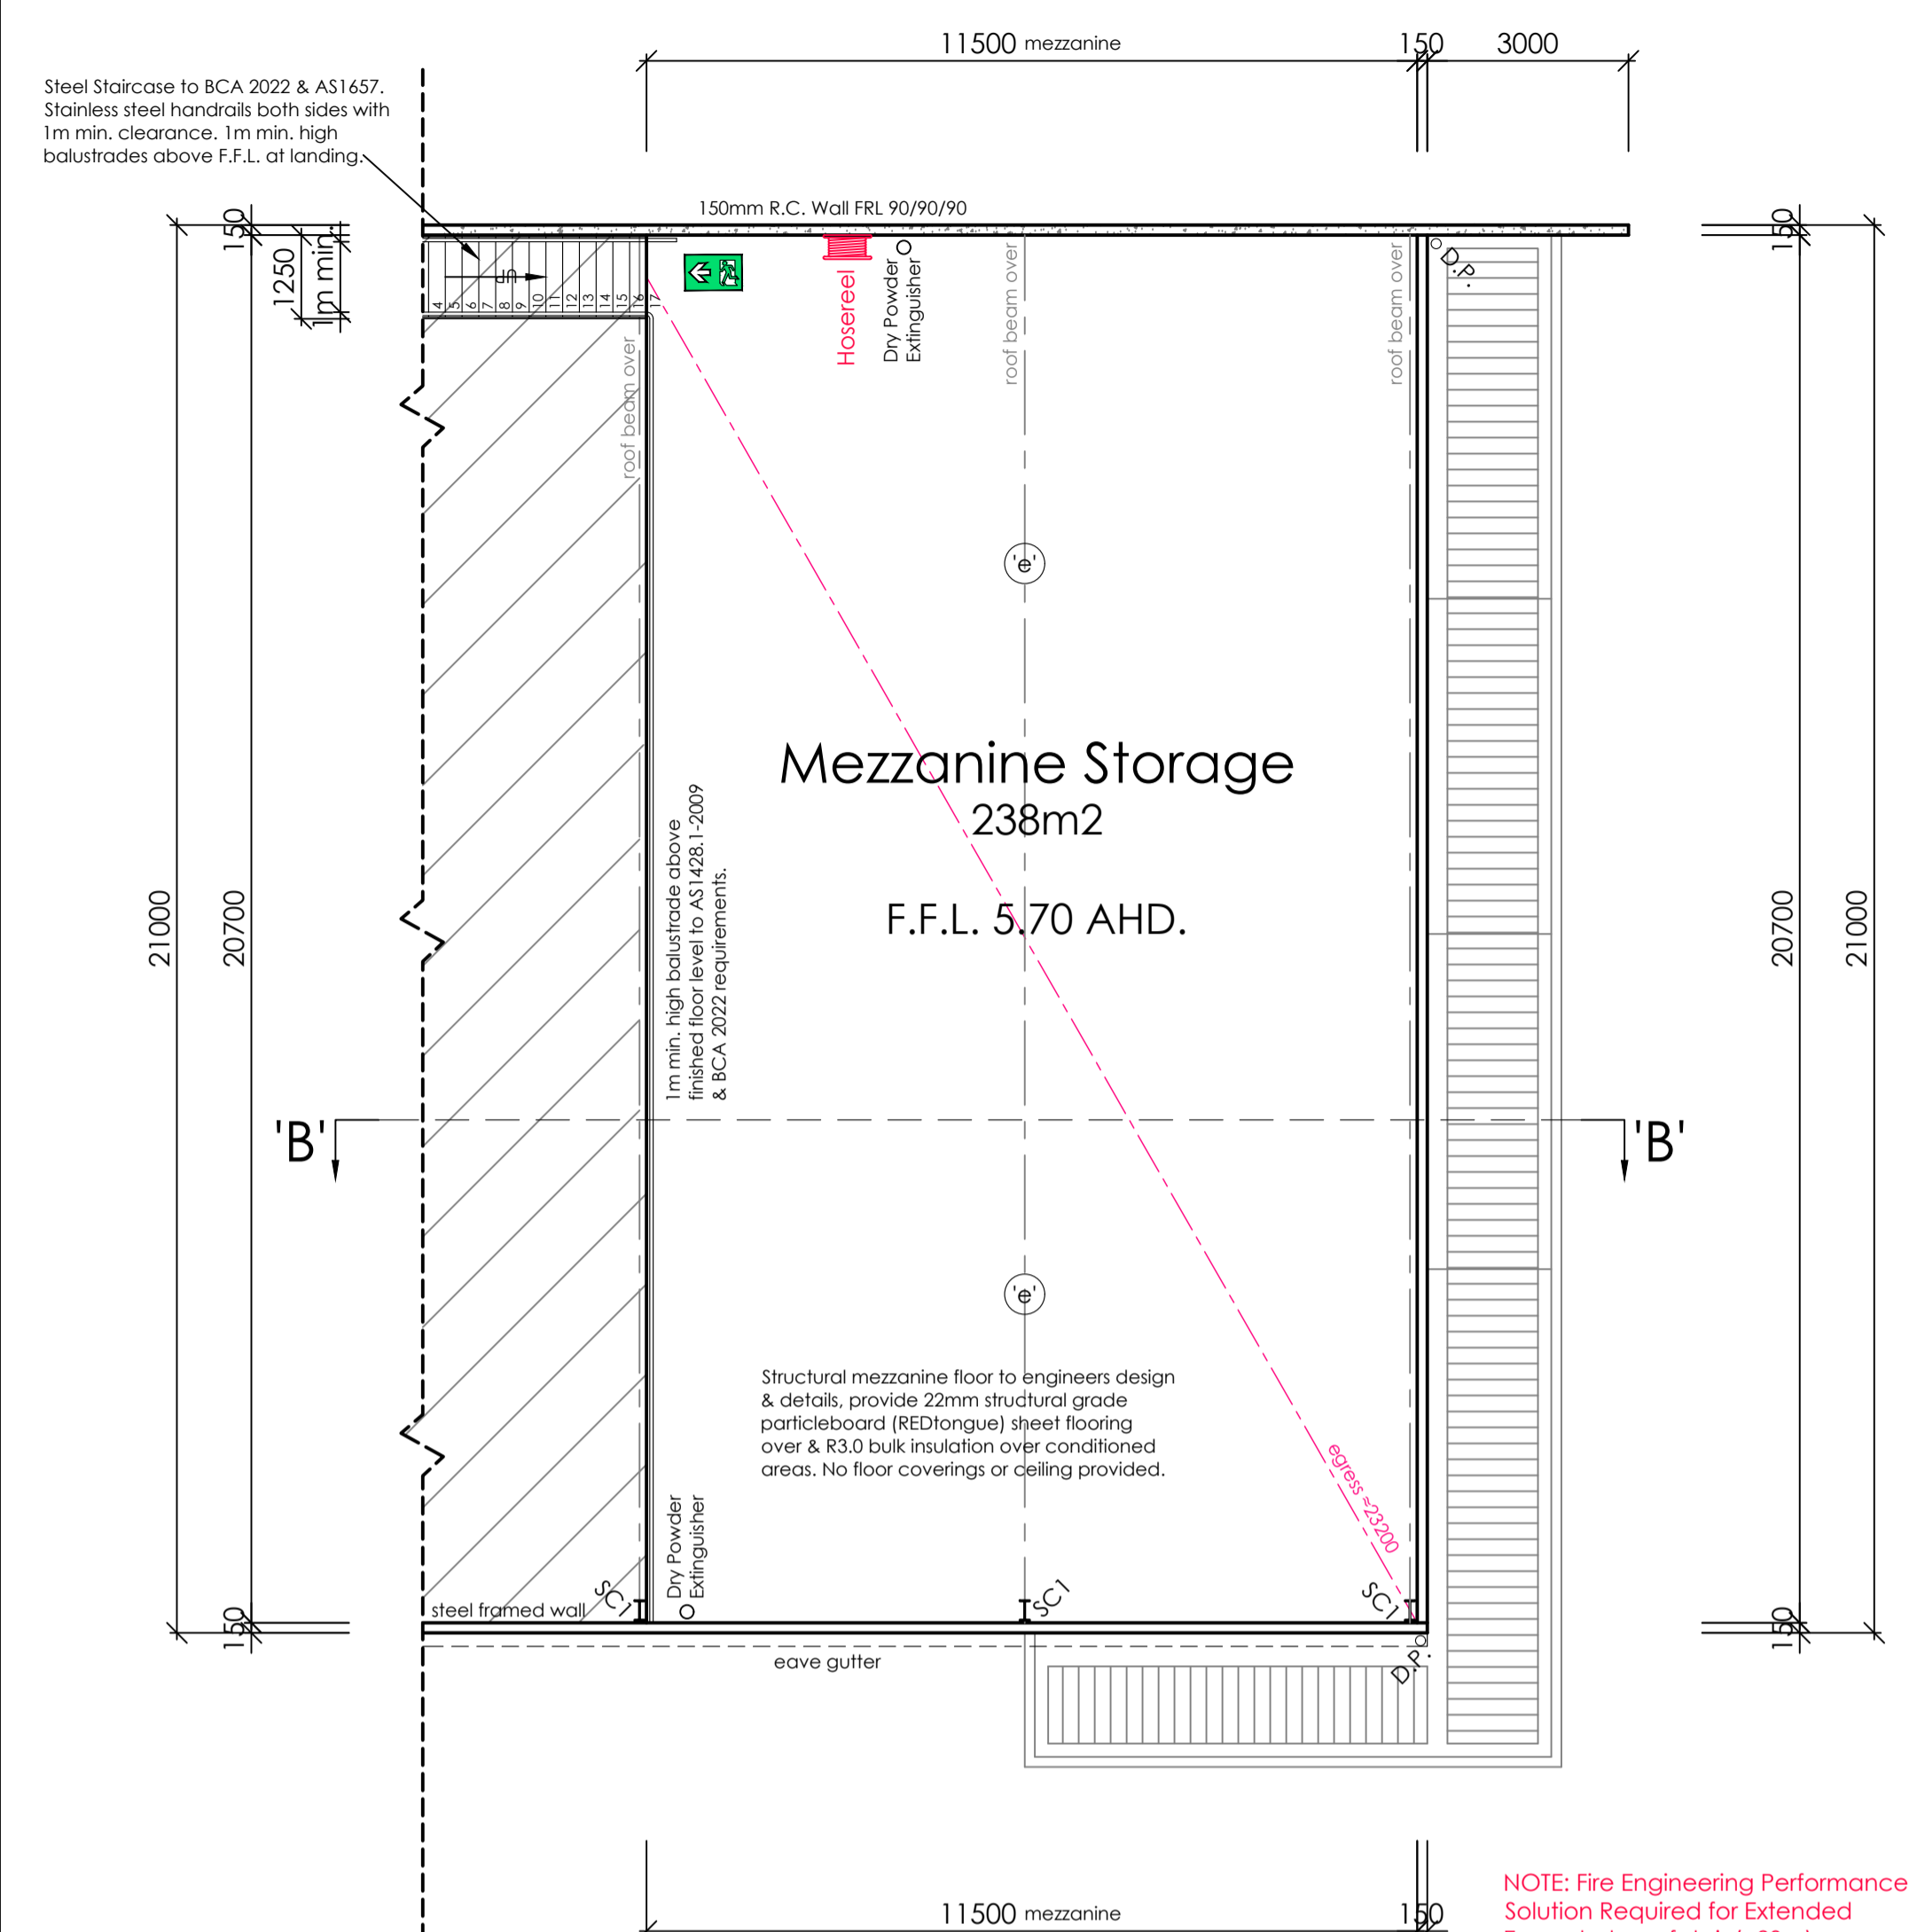 11500 mezzanine
150
3000
Steel Staircase to BCA 2022 & AS1657.
Stainless steel handrails both sides with
1m min. clearance. 1m min. high
balustrades above F.F.L. at landing.
150mm R.C. Wall FRL 90/90/90
150
1250
1m min.
150
up
4
5
6
7
8
9
10
11
12
13
14
15
16
17
Hosereel
Dry Powder
Extinguisher
roof beam over
roof beam over
roof beam over
D.P.
'e'
Mezzanine Storage
238m2
F.F.L. 5.70 AHD.
1m min. high balustrade above
finished floor level to AS1428.1-2009
& BCA 2022 requirements.
21000
20700
20700
21000
'B'
'B'
'e'
Structural mezzanine floor to engineers design
& details, provide 22mm structural grade
particleboard (REDtongue) sheet flooring
over & R3.0 bulk insulation over conditioned
areas. No floor coverings or ceiling provided.
egress ≈23200
Dry Powder
Extinguisher
SC1
SC1
SC1
steel framed wall
150
150
eave gutter
D.P.
11500 mezzanine
150
NOTE: Fire Engineering Performance
Solution Required for Extended